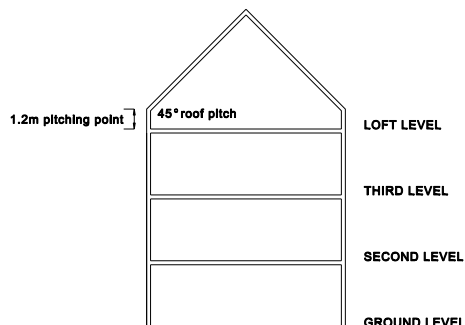 45° roof pitch
1.2m pitching point
LOFT LEVEL
THIRD LEVEL
SECOND LEVEL
GROUND LEVEL